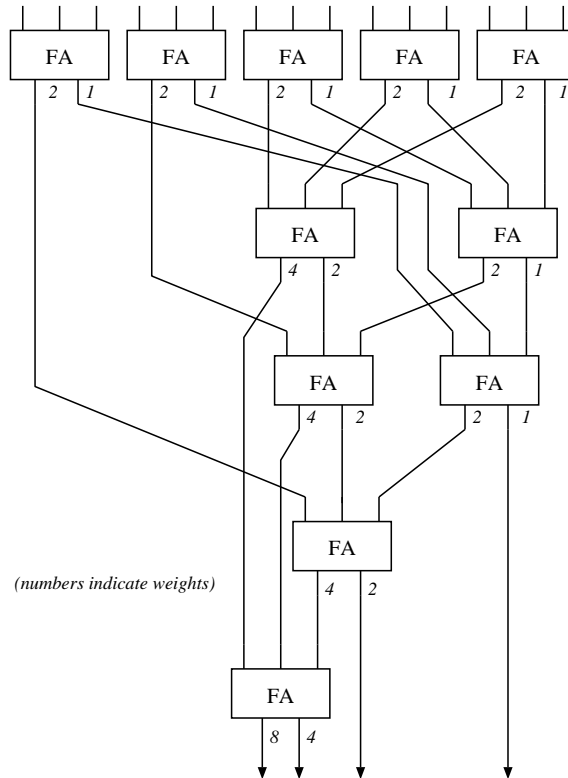 FA FA FA FA FA
2 1 2 1 2 1 2 1 2 1
FA FA
4 2 2 1
FA FA
4 2 2 1
FA
(numbers indicate weights)
4 2
FA
8 4